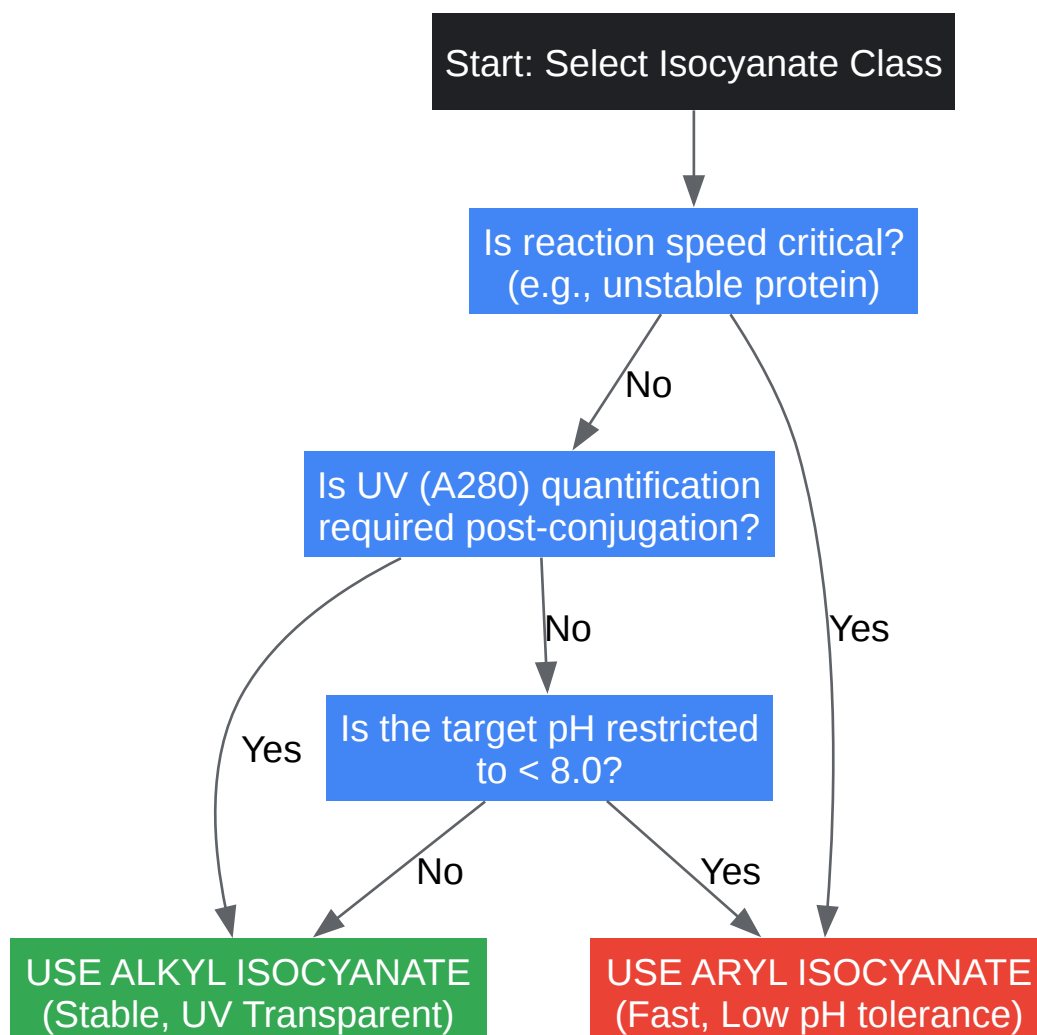 Start: Select Isocyanate Class
Is reaction speed critical?
(e.g., unstable protein)
No
Is UV (A280) quantification
required post-conjugation?
No
Yes
Is the target pH restricted
to < 8.0?
Yes
No
Yes
USE ALKYL ISOCYANATE
(Stable, UV Transparent)
USE ARYL ISOCYANATE
(Fast, Low pH tolerance)